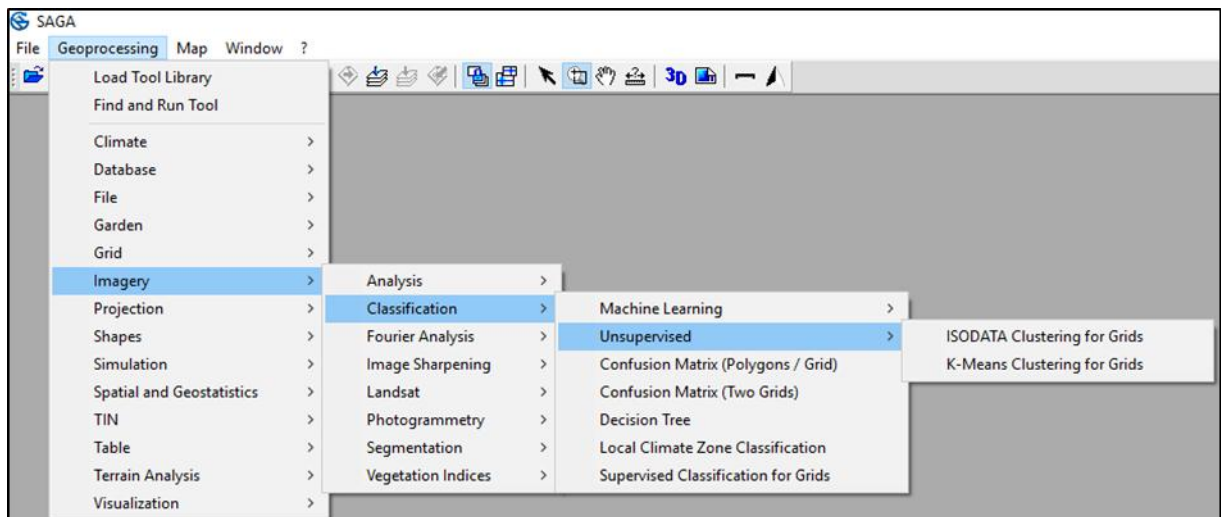 SAGA
File Geoprocessing Map Window ?
3D
Load Tool Library
Find and Run Tool
Climate >
Database >
File >
Garden >
Grid >
Imagery >
Projection >
Shapes >
Simulation >
Spatial and Geostatistics >
TIN >
Table >
Terrain Analysis >
Visualization >
Analysis >
Classification >
Fourier Analysis >
Image Sharpening >
Landsat >
Photogrammetry >
Segmentation >
Vegetation Indices >
Machine Learning >
Unsupervised >
Confusion Matrix (Polygons / Grid)
Confusion Matrix (Two Grids)
Decision Tree
Local Climate Zone Classification
Supervised Classification for Grids
ISODATA Clustering for Grids
K-Means Clustering for Grids